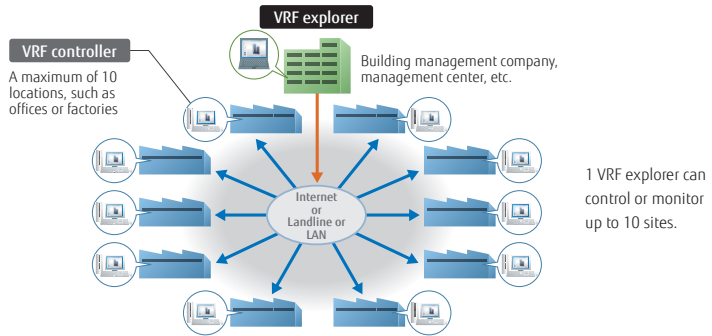 VRF explorer
VRF controller
Building management company,
management center, etc.
A maximum of 10
locations, such as
offices or factories
Internet
or
Landline or
LAN
1 VRF explorer can
control or monitor
up to 10 sites.